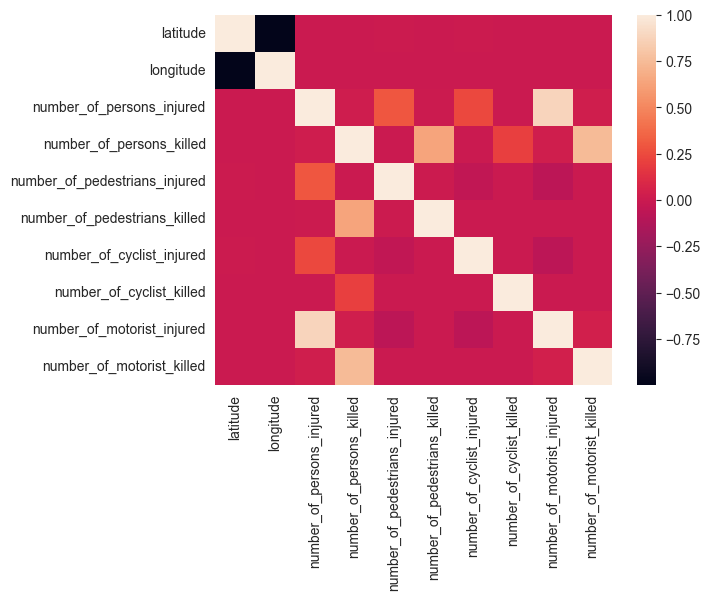 latitude
longitude
number_of_persons_injured
number_of_persons_killed
number_of_pedestrians_injured
number_of_pedestrians_killed
number_of_cyclist_injured
number_of_cyclist_killed
number_of_motorist_injured
number_of_motorist_killed
latitude
longitude
number_of_persons_injured
number_of_persons_killed
number_of_pedestrians_injured
number_of_pedestrians_killed
number_of_cyclist_injured
number_of_cyclist_killed
number_of_motorist_injured
number_of_motorist_killed
1.00
0.75
0.50
0.25
0.00
−0.25
−0.50
−0.75